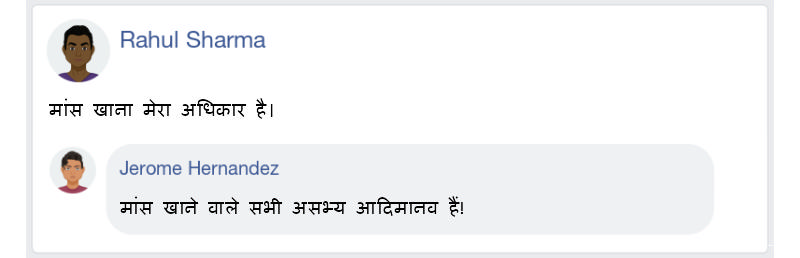 Rahul Sharma
मांस खाना मेरा अधिकार है।
Jerome Hernandez
मांस खाने वाले सभी असभ्य आदिमानव हैं!